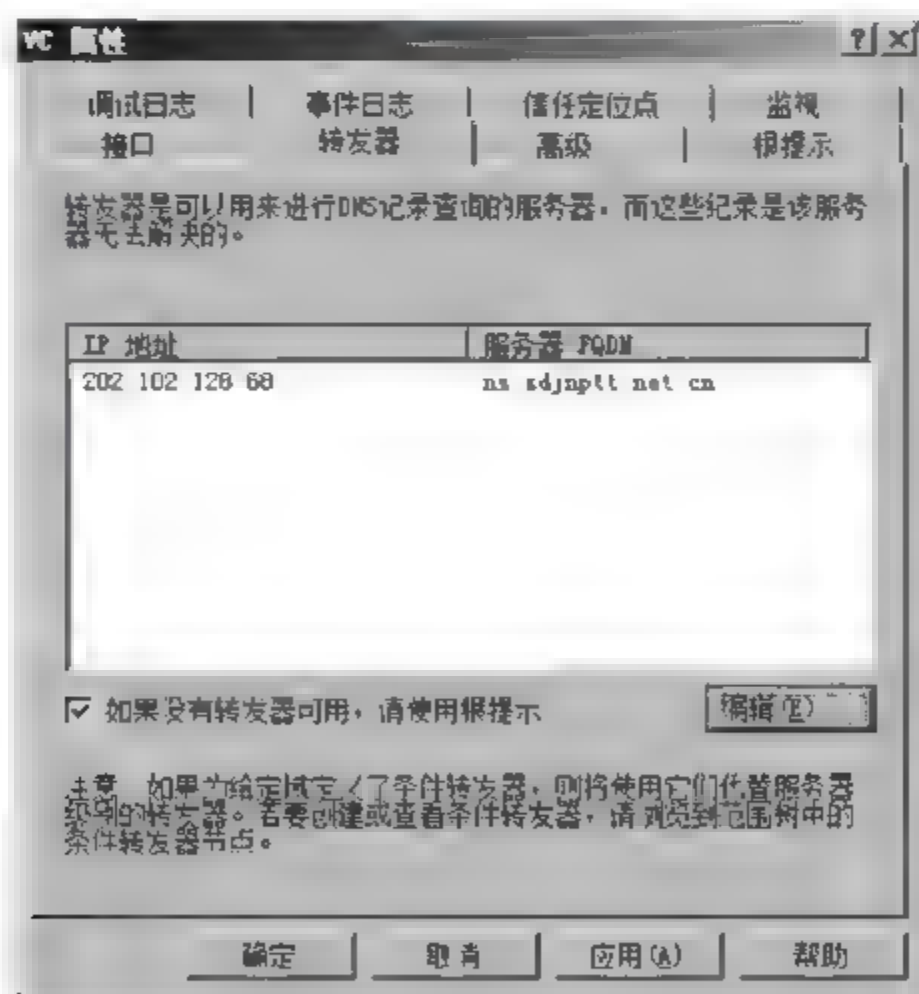 VC 属性
调试日志 事件日志 信任定位点 监视
接口 转发器 高级 根提示
转发器是可以用来进行DNS记录查询的服务器，而这些纪录是该服务
器无法解决的。
IP 地址 服务器 FQDN
202 102 128 68 ns sdjnptt net cn
如果没有转发器可用，请使用根提示
编辑(E)
注意 如果为给定域定义了条件转发器，则将使用它们代替服务器
级别的转发器。若要创建或查看条件转发器，请浏览到范围树中的
条件转发器节点。
确定 取消 应用(A) 帮助